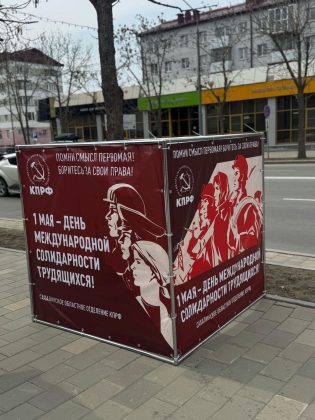 ПОМНИ СМЫСЛ ПЕРВОМАЯ!
БОРИТЕСЬ ЗА СВОИ ПРАВА!
КПРФ
1 МАЯ – ДЕНЬ
МЕЖДУНАРОДНОЙ
СОЛИДАРНОСТИ
ТРУДЯЩИХСЯ!
САХАЛИНСКОЕ ОБЛАСТНОЕ ОТДЕЛЕНИЕ КПРФ
ПОМНИ СМЫСЛ ПЕРВОМАЯ! БОРИТЕСЬ ЗА СВОИ ПРАВА!
КПРФ
1 МАЯ – ДЕНЬ МЕЖДУНАРОДНОЙ
СОЛИДАРНОСТИ ТРУДЯЩИХСЯ!
САХАЛИНСКОЕ ОБЛАСТНОЕ ОТДЕЛЕНИЕ КПРФ